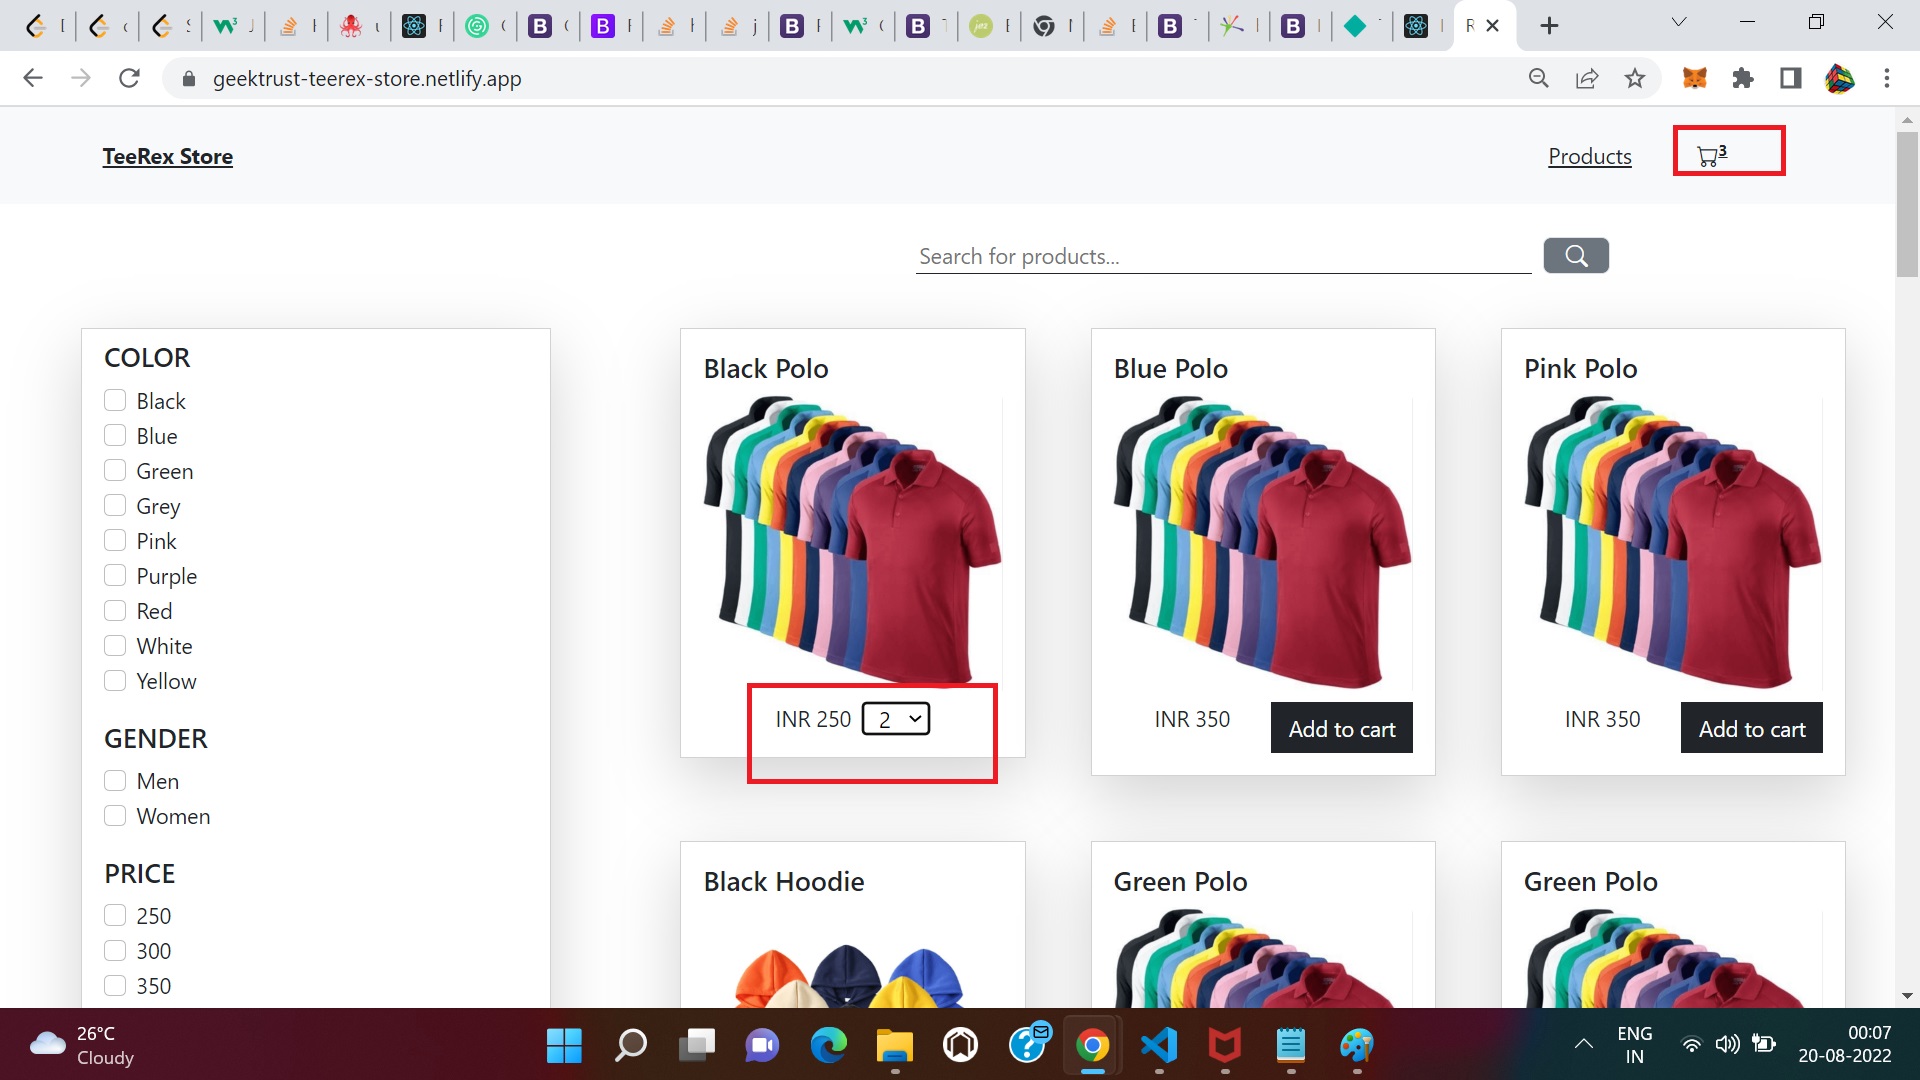 geektrust-teerex-store.netlify.app
TeeRex Store
Products
3
Search for products...
COLOR
Black
Blue
Green
Grey
Pink
Purple
Red
White
Yellow
GENDER
Men
Women
PRICE
250
300
350
Black Polo
INR 250 2
Blue Polo
INR 350 Add to cart
Pink Polo
INR 350 Add to cart
Black Hoodie
Green Polo
Green Polo
26°C
Cloudy
ENG
IN
00:07
20-08-2022